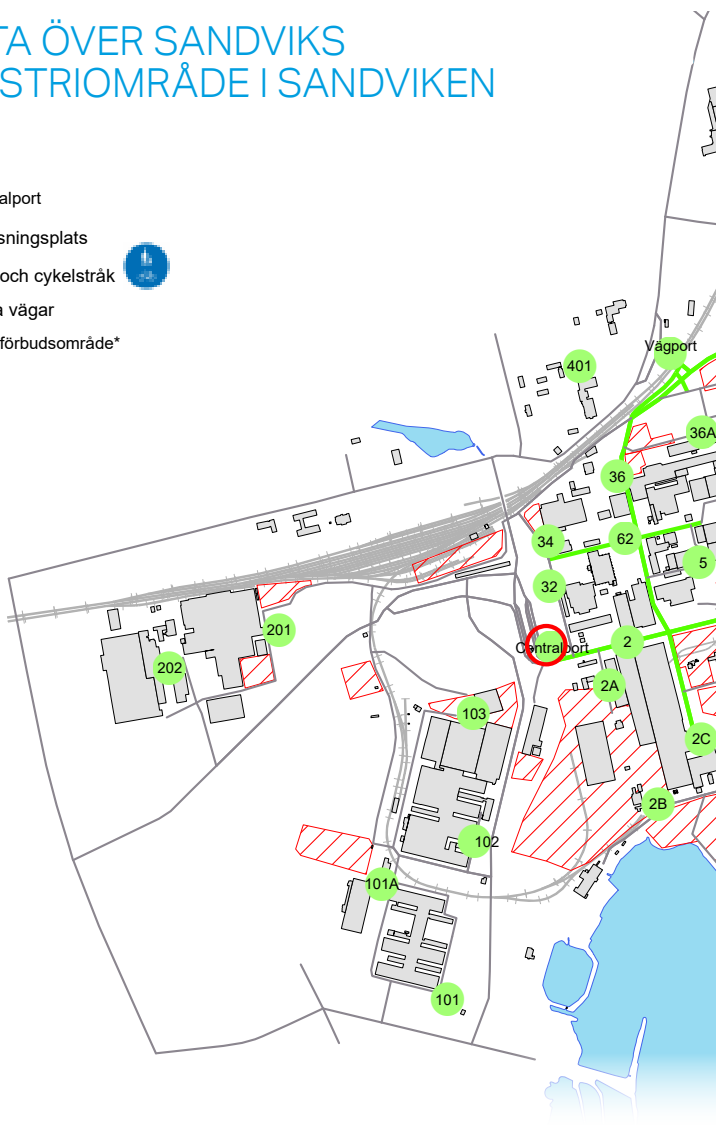 TA ÖVER SANDVIKS
STRIOMRÅDE I SANDVIKEN
alport
sningsplats
och cykelstråk
a vägar
förbudsområde*
Vägport
401
36A
36
34
62
5
32
201
2
Centralport
202
2A
103
2C
2B
102
101A
101